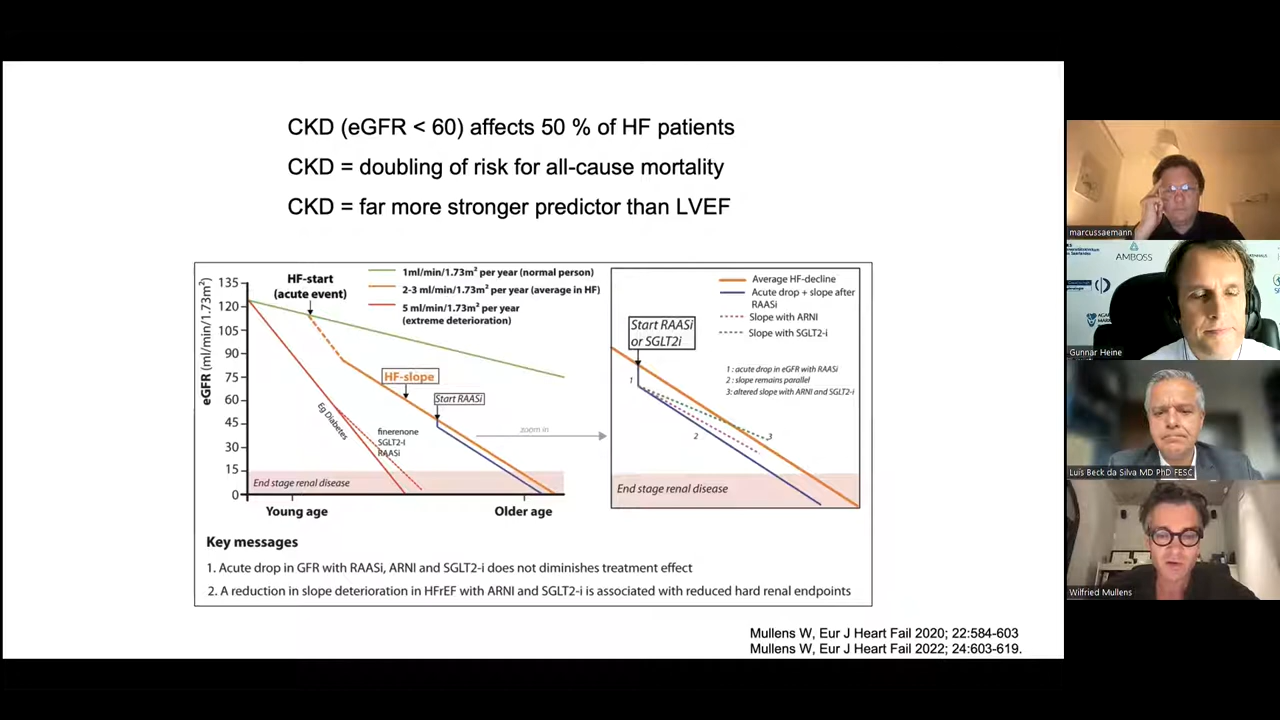 CKD (eGFR < 60) affects 50 % of HF patients
CKD = doubling of risk for all-cause mortality
CKD = far more stronger predictor than LVEF
eGFR (ml/min/1.73m²)
135
120
105
90
75
60
45
30
15
0
HF-start
(acute event)
1ml/min/1.73m² per year (normal person)
2-3 ml/min/1.73m² per year (average in HF)
5 ml/min/1.73m² per year
(extreme deterioration)
HF-slope
Start RAASi
Eg Diabetes
finerenone
SGLT2-I
RAASi
zoom in
End stage renal disease
Young age
Older age
Average HF-decline
Acute drop + slope after
RAASi
Slope with ARNI
Slope with SGLT2-i
Start RAASi
or SGLT2i
1 : acute drop in eGFR with RAASi
2 : slope remains parallel
3: altered slope with ARNI and SGLT2-i
1
2
3
End stage renal disease
Key messages
1. Acute drop in GFR with RAASi, ARNI and SGLT2-i does not diminishes treatment effect
2. A reduction in slope deterioration in HFrEF with ARNI and SGLT2-i is associated with reduced hard renal endpoints
Mullens W, Eur J Heart Fail 2020; 22:584-603
Mullens W, Eur J Heart Fail 2022; 24:603-619.
marcussaemann
AMBOSS
Gunnar Heine
Luís Beck da Silva MD PhD FESC
Wilfried Mullens